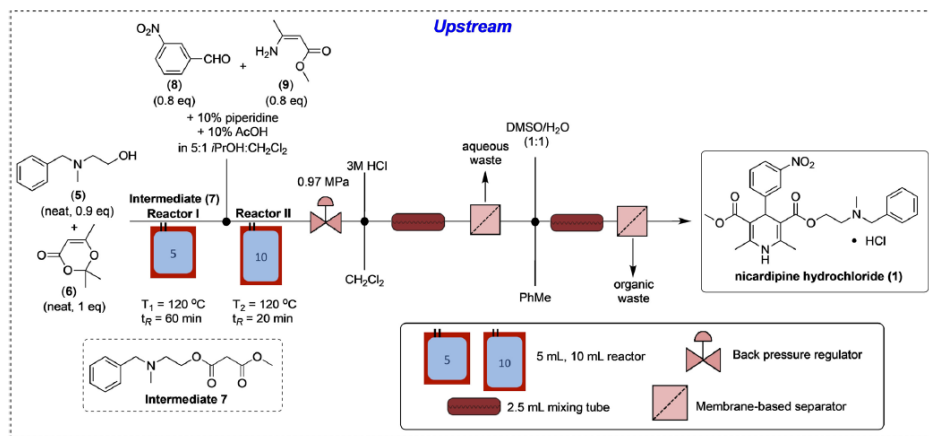 Upstream
O₂N
CHO
(8)
(0.8 eq)
+
H₂N
O
O
(9)
(0.8 eq)
+ 10% piperidine
+ 10% AcOH
in 5:1 iPrOH:CH₂Cl₂
N
OH
(5)
(neat, 0.9 eq)
+
O
O
O
(6)
(neat, 1 eq)
Intermediate (7)
Reactor I
5
T₁ = 120 ºC
tR = 60 min
Reactor II
10
T₂ = 120 ºC
tR = 20 min
0.97 MPa
3M HCl
CH₂Cl₂
aqueous
waste
DMSO/H₂O
(1:1)
PhMe
organic
waste
NO₂
O
O
O
O
N
N
H
• HCl
nicardipine hydrochloride (1)
N
O
O
O
O
Intermediate 7
5
10
5 mL, 10 mL reactor
Back pressure regulator
2.5 mL mixing tube
Membrane-based separator